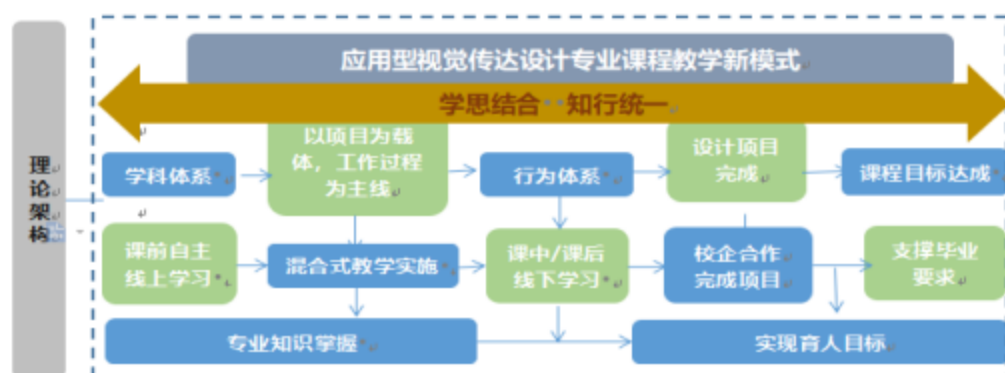 应用型视觉传达设计专业课程教学新模式
学思结合 知行统一
理
论
架
构
学科体系
以项目为载
体，工作过程
为主线
行为体系
设计项目
完成
课程目标达成
课前自主
线上学习
混合式教学实施
课中/课后
线下学习
校企合作
完成项目
支撑毕业
要求
专业知识掌握
实现育人目标